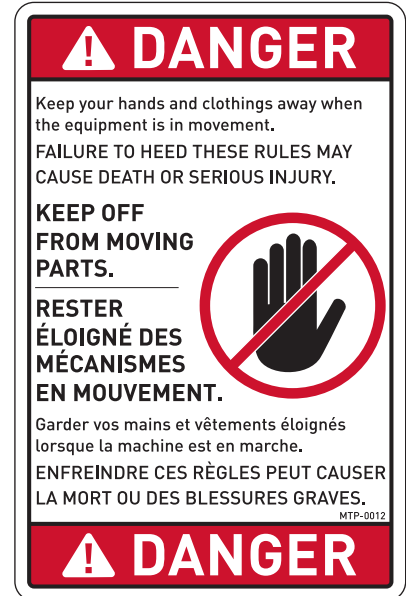 DANGER
Keep your hands and clothings away when
the equipment is in movement.
FAILURE TO HEED THESE RULES MAY
CAUSE DEATH OR SERIOUS INJURY.
KEEP OFF
FROM MOVING
PARTS.
RESTER
ÉLOIGNÉ DES
MÉCANISMES
EN MOUVEMENT.
Garder vos mains et vêtements éloignés
lorsque la machine est en marche.
ENFREINDRE CES RÈGLES PEUT CAUSER
LA MORT OU DES BLESSURES GRAVES.
MTP-0012
DANGER